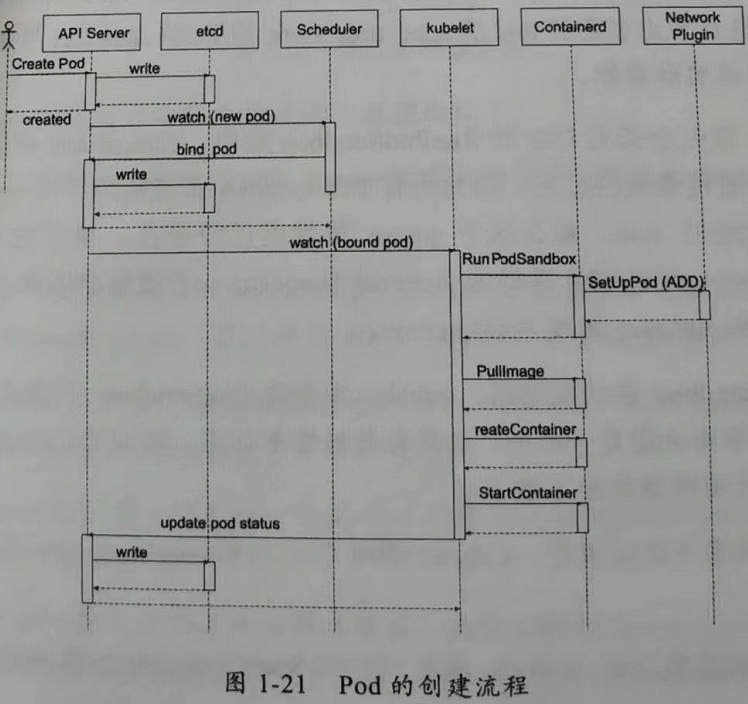 API Server
etcd
Scheduler
kubelet
Containerd
Network
Plugin
Create Pod
write
created
watch (new pod)
bind pod
write
watch (bound pod)
RunPodSandbox
SetUpPod (ADD)
PullImage
reateContainer
StartContainer
update pod status
write
图 1-21 Pod 的创建流程